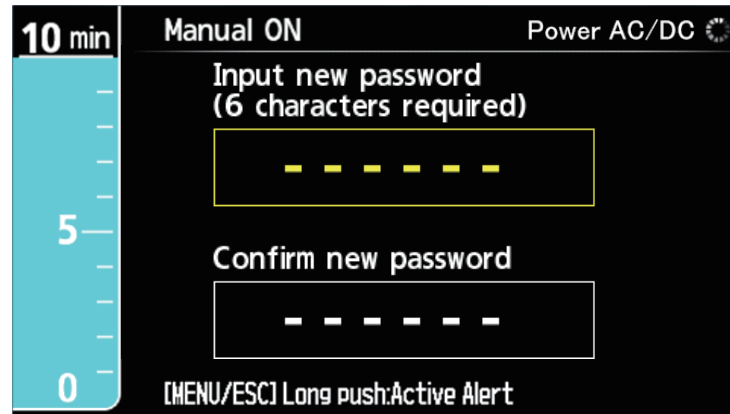 10 min
Manual ON
Power AC/DC
Input new password
(6 characters required)
------
5
Confirm new password
------
0
[MENU/ESC] Long push:Active Alert